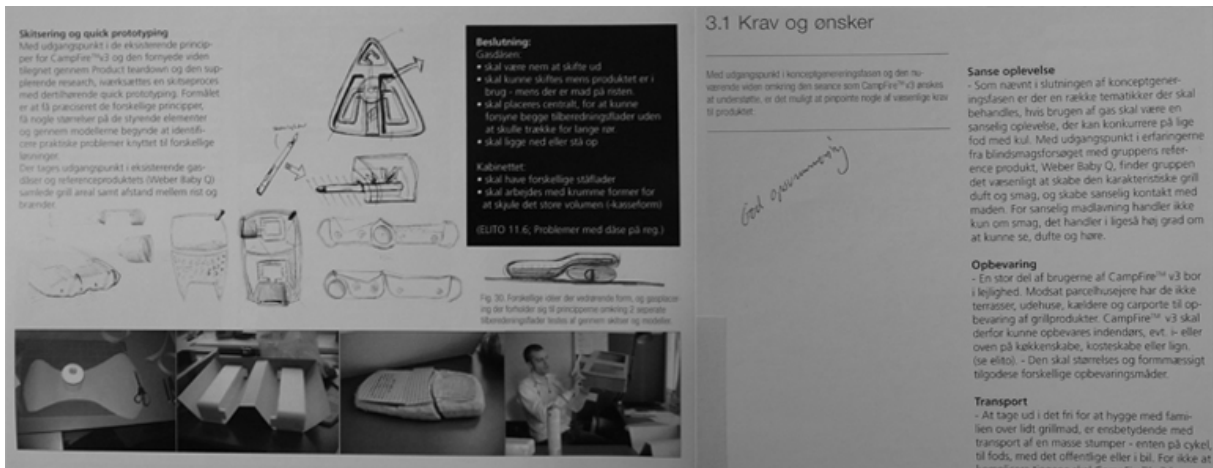 Skitsering og quick prototyping
Med udgangspunkt i de eksisterende princip-
per for CampFire™v3 og den fornyede viden
tilegnet gennem Product teardown og den sup-
plerende research, iværksættes en skitseproces
med dertilhørende quick prototyping. Formålet
er at få præciseret de forskellige principper,
få nogle størrelser på de styrende elementer
og gennem modellerne begynde at identifi-
cere praktiske problemer knyttet til forskellige
løsninger.
Der tages udgangspunkt i eksisterende gas-
dåser og referenceproduktets (Weber Baby Q)
samlede grill areal samt afstand mellem rist og
brænder.
Beslutning:
Gasdåsen:
• skal være nem at skifte ud
• skal kunne skiftes mens produktet er i
brug - mens der er mad på risten.
• skal placeres centralt, for at kunne
forsyne begge tilberedningsflader uden
at skulle trække for lange rør.
• skal ligge ned eller stå op
Kabinettet:
• skal have forskellige ståflader
• skal arbejdes med krumme former for
at skjule det store volumen (-kasseform)
(ELITO 11.6; Problemer med dåse på reg.)
Fig. 30. Forskellige idéer der vedrørende form, og gasplacer-
ing der forholder sig til principperne omkring 2 seperate
tilberedningsflader testes af gennem skitser og modeller.
3.1 Krav og ønsker
Med udgangspunkt i konceptgenereringsfasen og den nu-
værende viden omkring den seance som CampFire™v3 ønskes
at understøtte, er det muligt at pinpointe nogle af væsenlige krav
til produktet.
God opsummering
Sanse oplevelse
- Som nævnt i slutningen af konceptgener-
ingsfasen er der en række tematikker der skal
behandles, hvis brugen af gas skal være en
sanselig oplevelse, der kan konkurrere på lige
fod med kul. Med udgangspunkt i erfaringerne
fra blindsmagsforsøget med gruppens refer-
ence produkt, Weber Baby Q, finder gruppen
det væsenligt at skabe den karakteristiske grill
duft og smag, og skabe sanselig kontakt med
maden. For sanselig madlavning handler ikke
kun om smag, det handler i ligeså høj grad om
at kunne se, dufte og høre.
Opbevaring
- En stor del af brugerne af CampFire™ v3 bor
i lejlighed. Modsat parcelhusejere har de ikke
terrasser, udehuse, kældere og carporte til op-
bevaring af grillprodukter. CampFire™ v3 skal
derfor kunne opbevares indendørs, evt. i- eller
oven på køkkenskabe, kosteskabe eller lign.
(se elito). - Den skal størrelses og formmæssigt
tilgodese forskellige opbevaringsmåder.
Transport
- At tage ud i det fri for at hygge med fami-
lien over lidt grillmad, er ensbetydende med
transport af en masse stumper - enten på cykel,
til fods, med det offentlige eller i bil. For ikke at